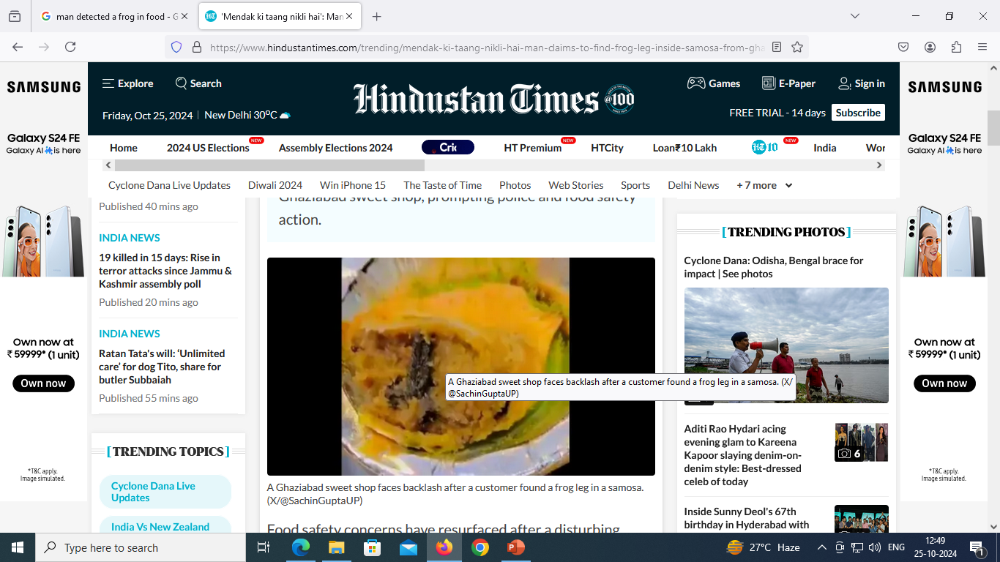 man detected a frog in food - G
'Mendak ki taang nikli hai': Man
https://www.hindustantimes.com/trending/mendak-ki-taang-nikli-hai-man-claims-to-find-frog-leg-inside-samosa-from-gha
SAMSUNG
Galaxy S24 FE
Galaxy AI is here
Own now at
₹ 59999* (1 unit)
Own now
*T&C apply.
Image simulated.
Explore
Search
Hindustan Times
@100
Games
E-Paper
Sign in
Friday, Oct 25, 2024
New Delhi 30°C
FREE TRIAL - 14 days
Subscribe
Home
2024 US Elections
NEW
Assembly Elections 2024
Cric
HT Premium
NEW
HTCity
Loan₹10 Lakh
HT10
NEW
India
Wor
Cyclone Dana Live Updates
Diwali 2024
Win iPhone 15
The Taste of Time
Photos
Web Stories
Sports
Delhi News
+ 7 more
Published 40 mins ago
INDIA NEWS
19 killed in 15 days: Rise in
terror attacks since Jammu &
Kashmir assembly poll
Published 20 mins ago
INDIA NEWS
Ratan Tata's will: 'Unlimited
care' for dog Tito, share for
butler Subbaiah
Published 55 mins ago
[TRENDING TOPICS]
Cyclone Dana Live
Updates
India Vs New Zealand
Ghaziabad sweet shop, prompting police and food safety
action.
A Ghaziabad sweet shop faces backlash after a customer found a frog leg in a samosa. (X/
@SachinGuptaUP)
A Ghaziabad sweet shop faces backlash after a customer found a frog leg in a samosa.
(X/@SachinGuptaUP)
Food safety concerns have resurfaced after a disturbing
[TRENDING PHOTOS]
Cyclone Dana: Odisha, Bengal brace for
impact | See photos
Aditi Rao Hydari acing
evening glam to Kareena
Kapoor slaying denim-on-
denim style: Best-dressed
celeb of today
6
Inside Sunny Deol's 67th
birthday in Hyderabad with
SAMSUNG
Galaxy S24 FE
Galaxy AI is here
Own now at
₹ 59999* (1 unit)
Own now
*T&C apply.
Image simulated.
Type here to search
27°C Haze
ENG
12:49
25-10-2024
1